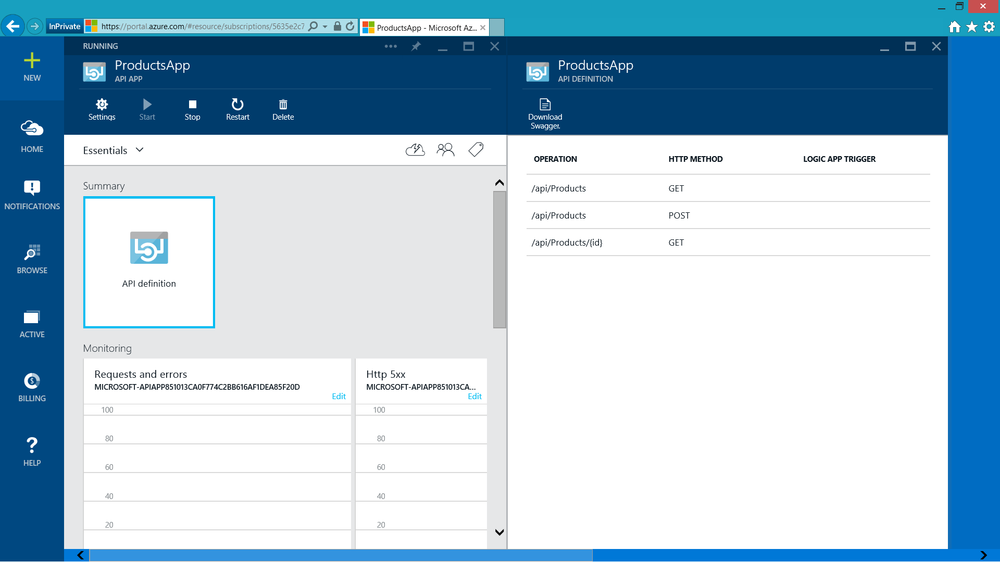 InPrivate
https://portal.azure.com/#resource/subscriptions/5635e2c7
ProductsApp - Microsoft Az...
NEW
HOME
NOTIFICATIONS
BROWSE
ACTIVE
BILLING
HELP
RUNNING
ProductsApp
API APP
Settings
Start
Stop
Restart
Delete
Essentials
Summary
API definition
Monitoring
Requests and errors
MICROSOFT-APIAPP851013CA0F774C2BB616AF1DEA85F20D
Edit
100
80
60
40
20
Http 5xx
MICROSOFT-APIAPP851013CA...
Edit
100
80
60
40
20
ProductsApp
API DEFINITION
Download
Swagger.
OPERATION HTTP METHOD LOGIC APP TRIGGER
/api/Products GET
/api/Products POST
/api/Products/{id} GET